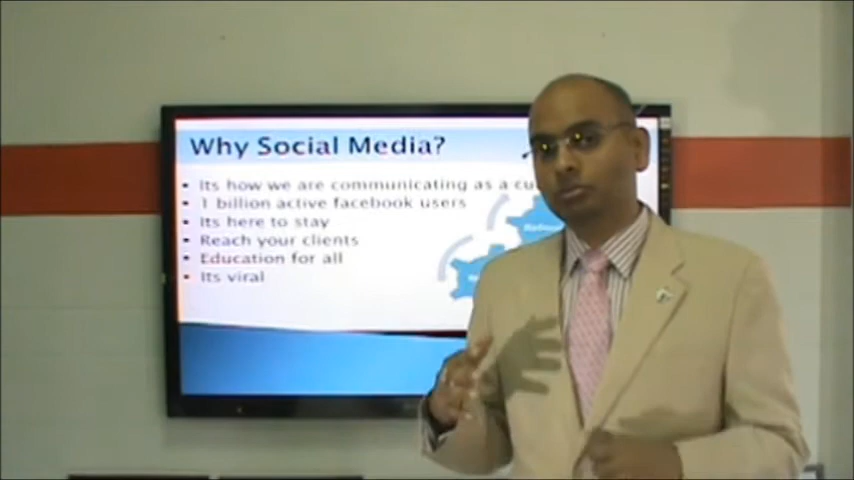 Why Social Media?
Its how we are communicating as a cu
1 billion active facebook users
Its here to stay
Reach your clients
Education for all
Its viral